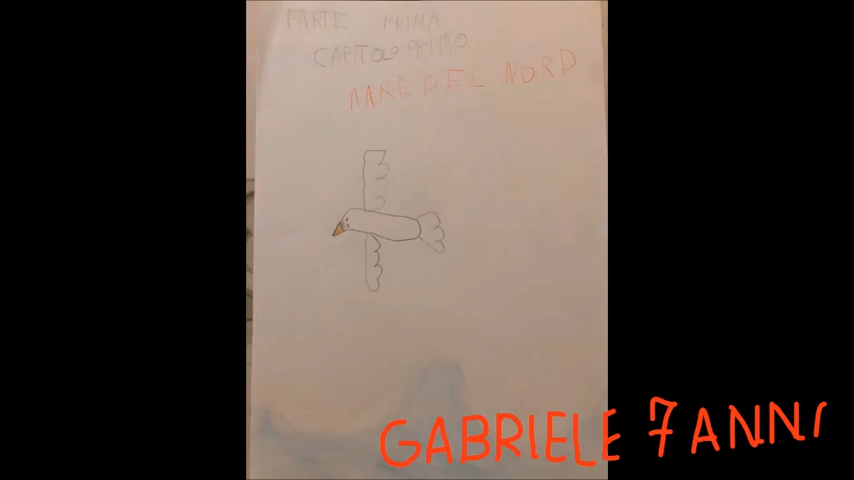 PARTE PRIMA
CAPITOLO PRIMO
MARE DEL NORD
GABRIELE 7 ANNI